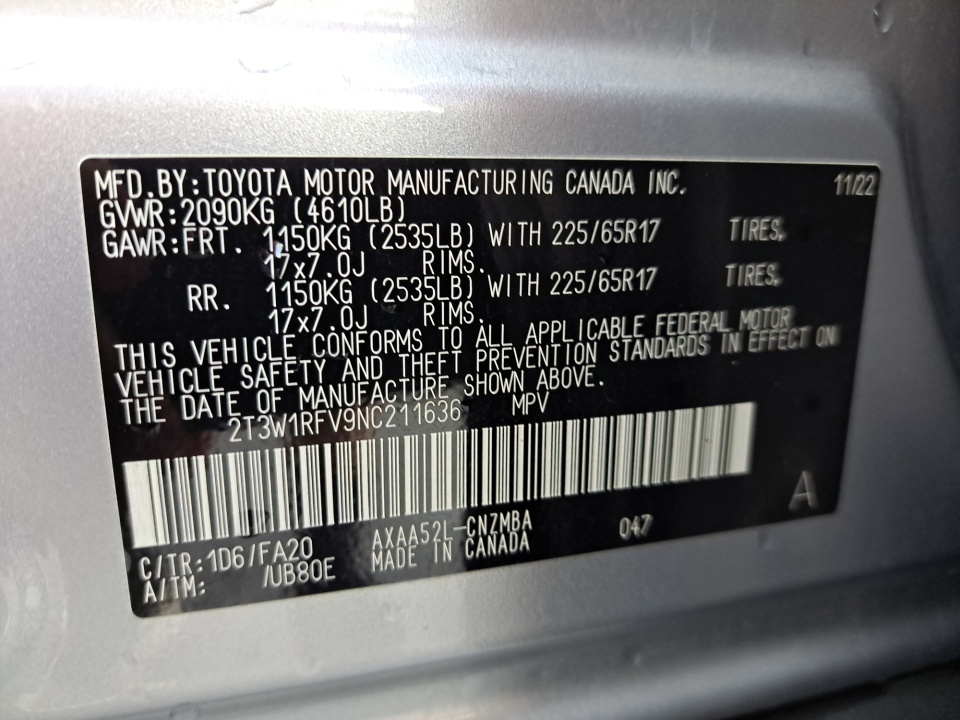 MFD.BY:TOYOTA MOTOR MANUFACTURING CANADA INC. 11/22
GVWR:2090KG (4610LB)
GAWR:FRT. 1150KG (2535LB) WITH 225/65R17 TIRES,
17x7.0J RIMS.
RR. 1150KG (2535LB) WITH 225/65R17 TIRES,
17x7.0J RIMS.
THIS VEHICLE CONFORMS TO ALL APPLICABLE FEDERAL MOTOR
VEHICLE SAFETY AND THEFT PREVENTION STANDARDS IN EFFECT ON
THE DATE OF MANUFACTURE SHOWN ABOVE.
2T3W1RFV9NC211636 MPV
A
C/TR:1D6/FA20 AXAA52L-CNZMBA 047
A/TM: /UB80E MADE IN CANADA